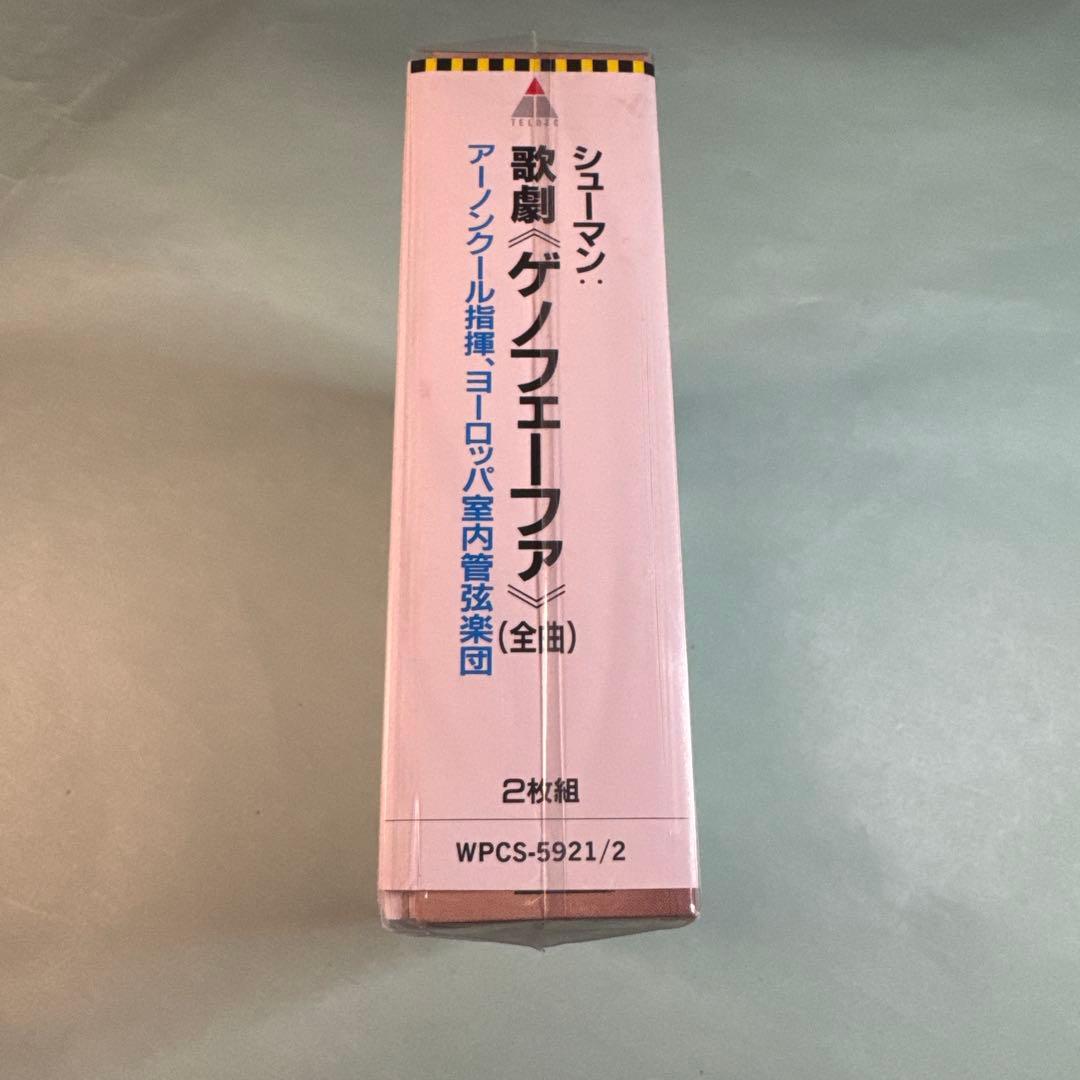 TELDEC
シューマン:
歌劇《ゲノフェーファ》(全曲)
アーノンクール指揮、ヨーロッパ室内管弦楽団
2枚組
WPCS-5921/2